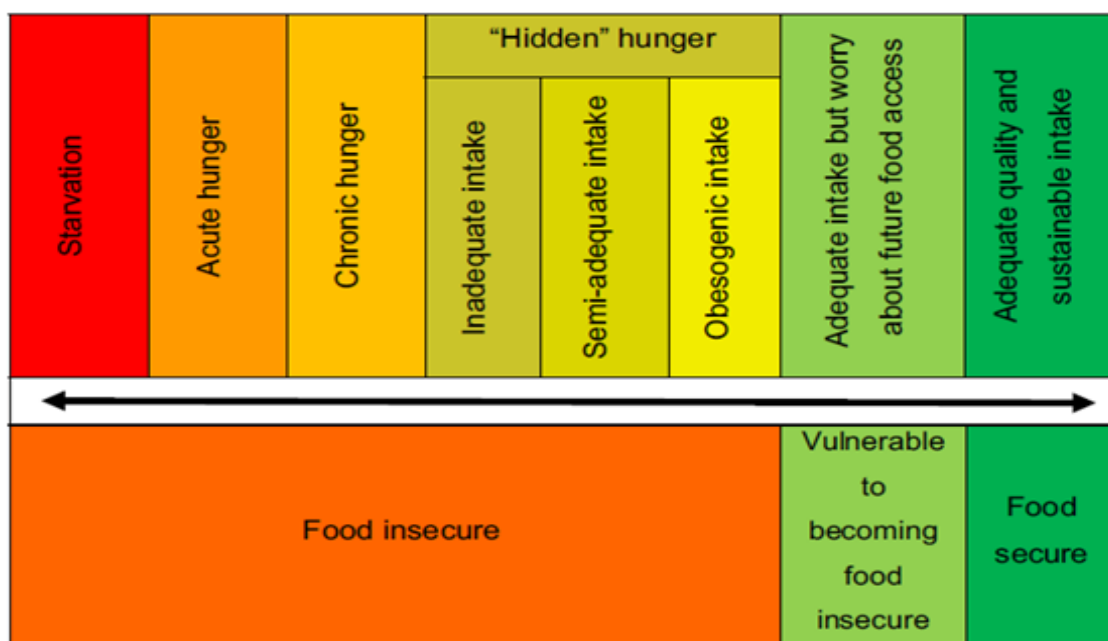 “Hidden” hunger
Starvation
Acute hunger
Chronic hunger
Inadequate intake
Semi-adequate intake
Obesogenic intake
Adequate intake but worry
about future food access
Adequate quality and
sustainable intake
Food insecure
Vulnerable
to
becoming
food
insecure
Food
secure